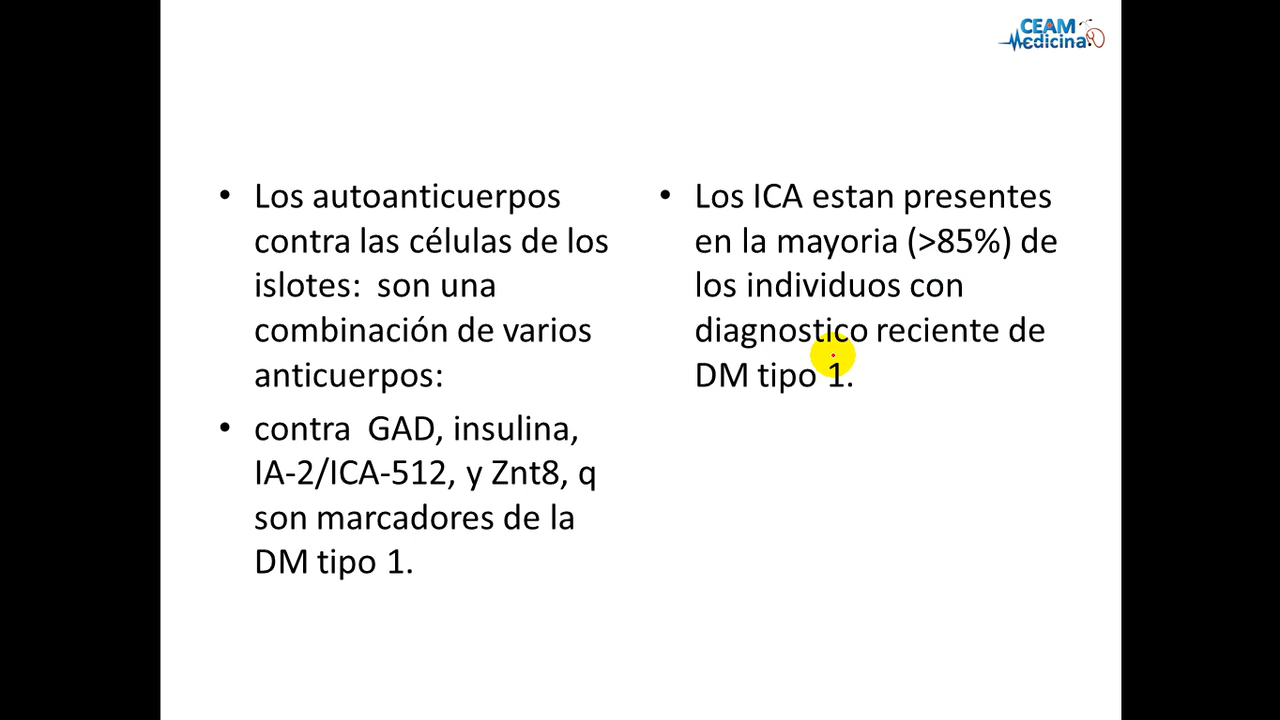 CEAM
Medicina
• Los autoanticuerpos
contra las células de los
islotes:  son una
combinación de varios
anticuerpos:
• contra  GAD, insulina,
IA-2/ICA-512, y Znt8, q
son marcadores de la
DM tipo 1.
• Los ICA estan presentes
en la mayoria (>85%) de
los individuos con
diagnostico reciente de
DM tipo 1.